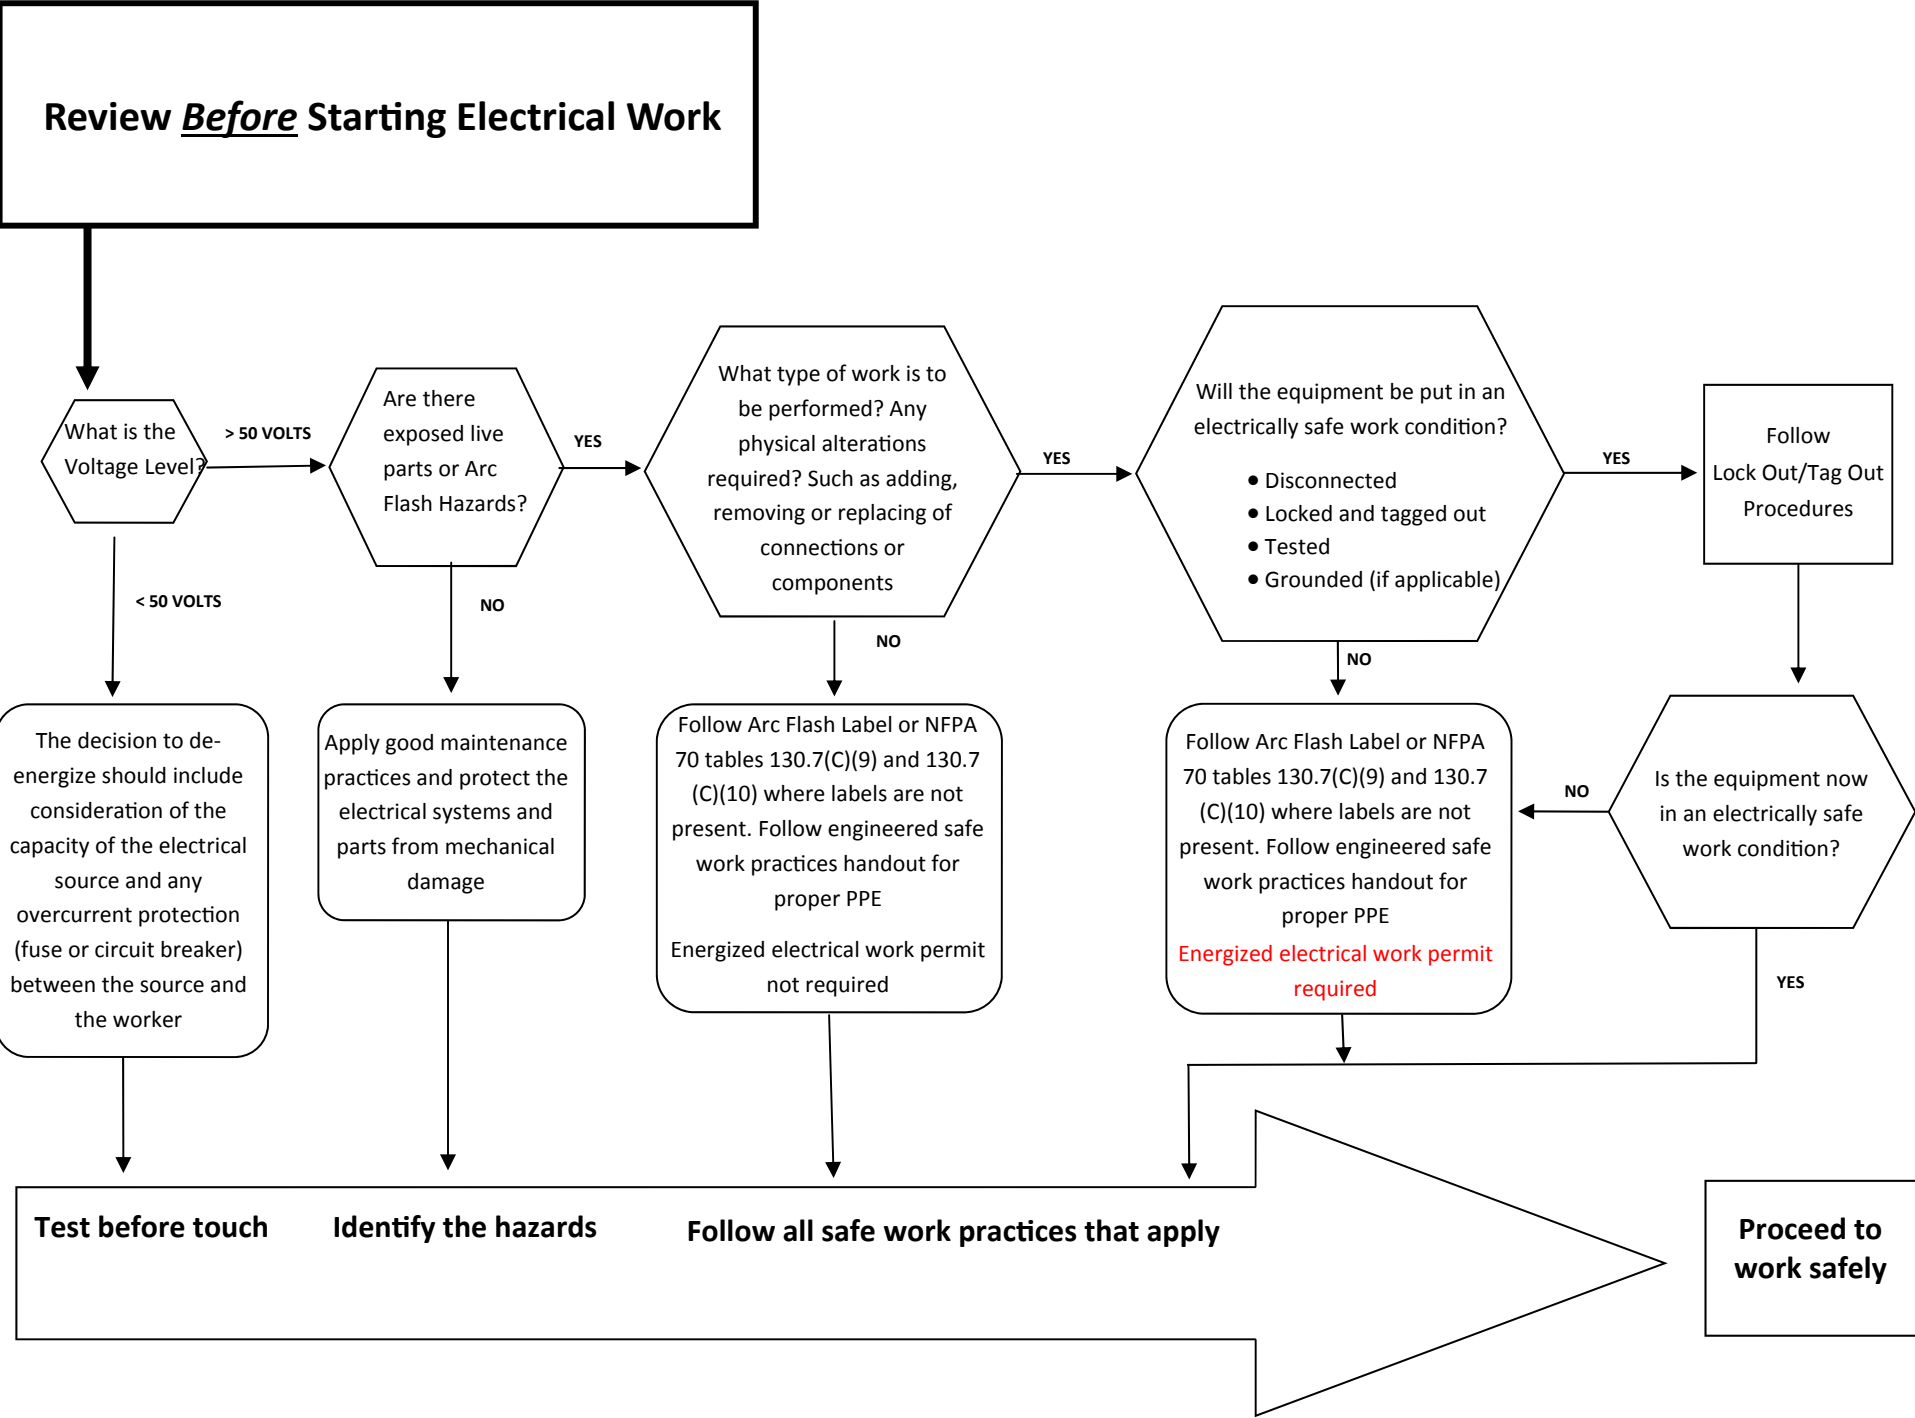 Review Before Starting Electrical Work
What is the
Voltage Level?
> 50 VOLTS
< 50 VOLTS
Are there
exposed live
parts or Arc
Flash Hazards?
YES
NO
What type of work is to
be performed? Any
physical alterations
required? Such as adding,
removing or replacing of
connections or
components
YES
NO
Will the equipment be put in an
electrically safe work condition?
• Disconnected
• Locked and tagged out
• Tested
• Grounded (if applicable)
YES
NO
Follow
Lock Out/Tag Out
Procedures
The decision to de-
energize should include
consideration of the
capacity of the electrical
source and any
overcurrent protection
(fuse or circuit breaker)
between the source and
the worker
Apply good maintenance
practices and protect the
electrical systems and
parts from mechanical
damage
Follow Arc Flash Label or NFPA
70 tables 130.7(C)(9) and 130.7
(C)(10) where labels are not
present. Follow engineered safe
work practices handout for
proper PPE
Energized electrical work permit
not required
Follow Arc Flash Label or NFPA
70 tables 130.7(C)(9) and 130.7
(C)(10) where labels are not
present. Follow engineered safe
work practices handout for
proper PPE
Energized electrical work permit
required
NO
Is the equipment now
in an electrically safe
work condition?
YES
Test before touch
Identify the hazards
Follow all safe work practices that apply
Proceed to
work safely